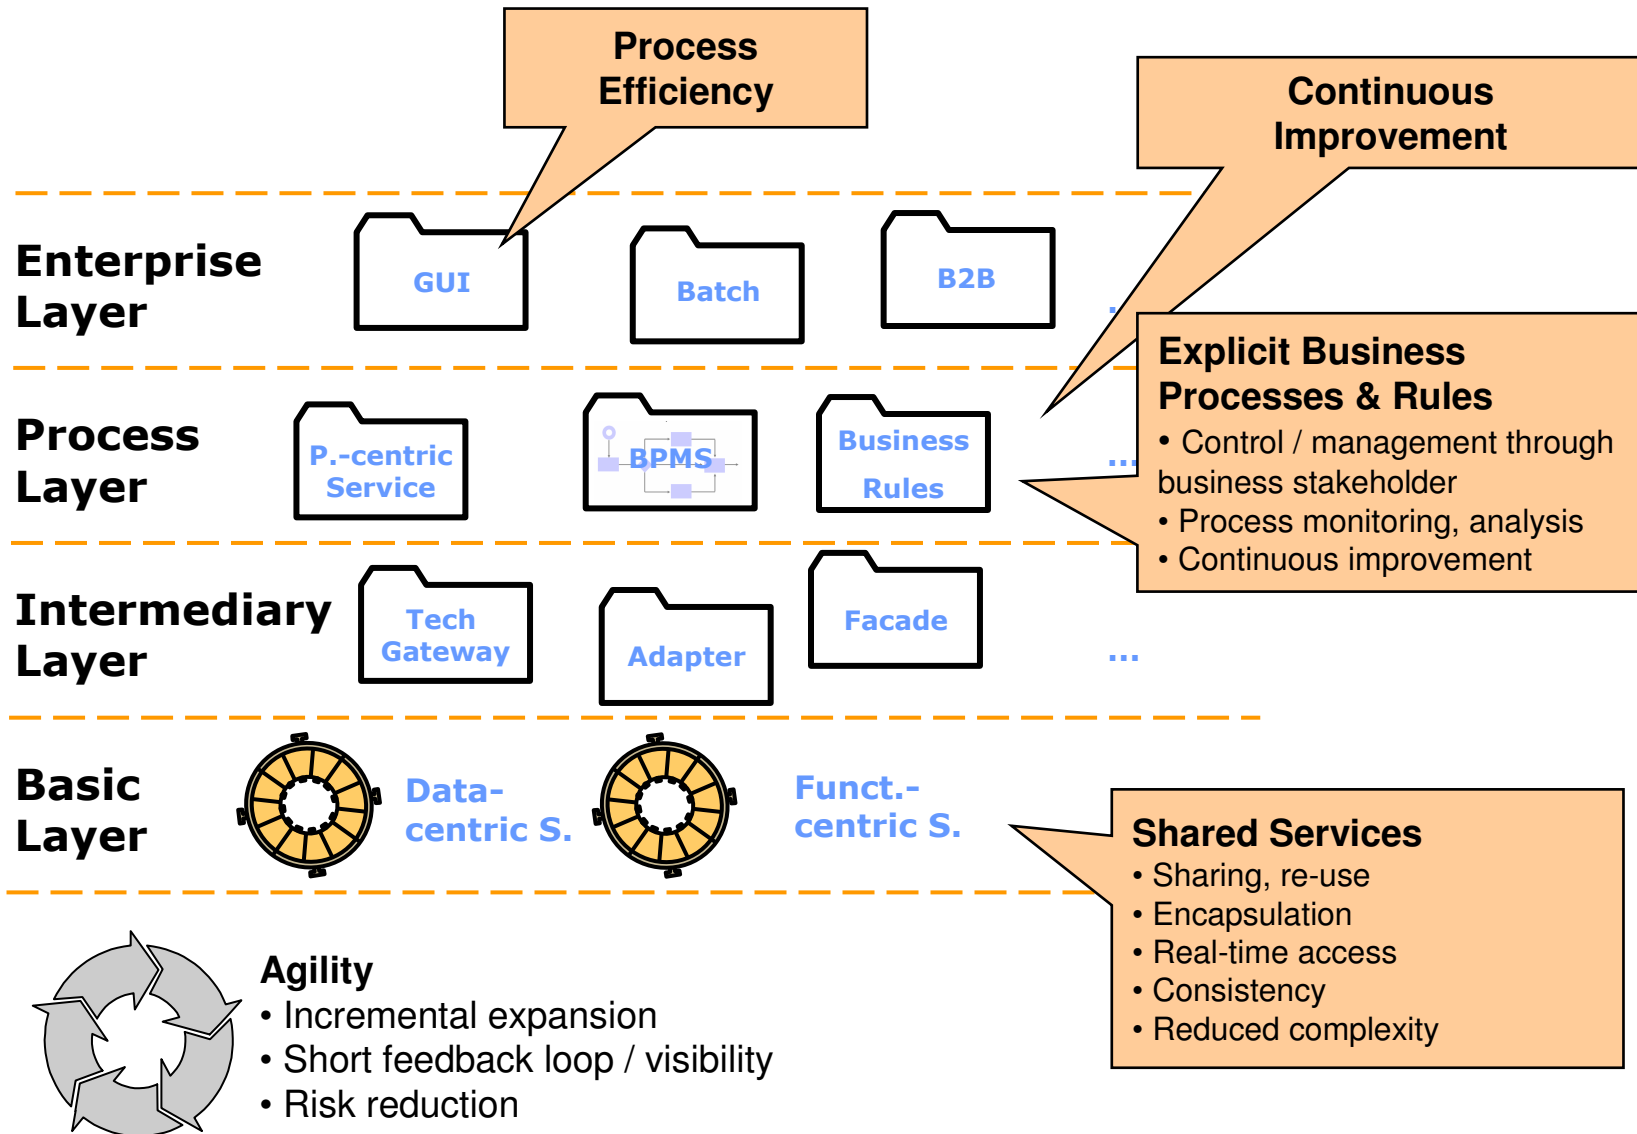 Process
Efficiency
Continuous
Improvement
Enterprise
Layer
GUI
Batch
B2B
...
Explicit Business
Processes & Rules
• Control / management through
business stakeholder
• Process monitoring, analysis
• Continuous improvement
Process
Layer
P.-centric
Service
BPMS
Business
Rules
...
Intermediary
Layer
Tech
Gateway
Adapter
Facade
...
Basic
Layer
Data-
centric S.
Funct.-
centric S.
Shared Services
• Sharing, re-use
• Encapsulation
• Real-time access
• Consistency
• Reduced complexity
Agility
• Incremental expansion
• Short feedback loop / visibility
• Risk reduction